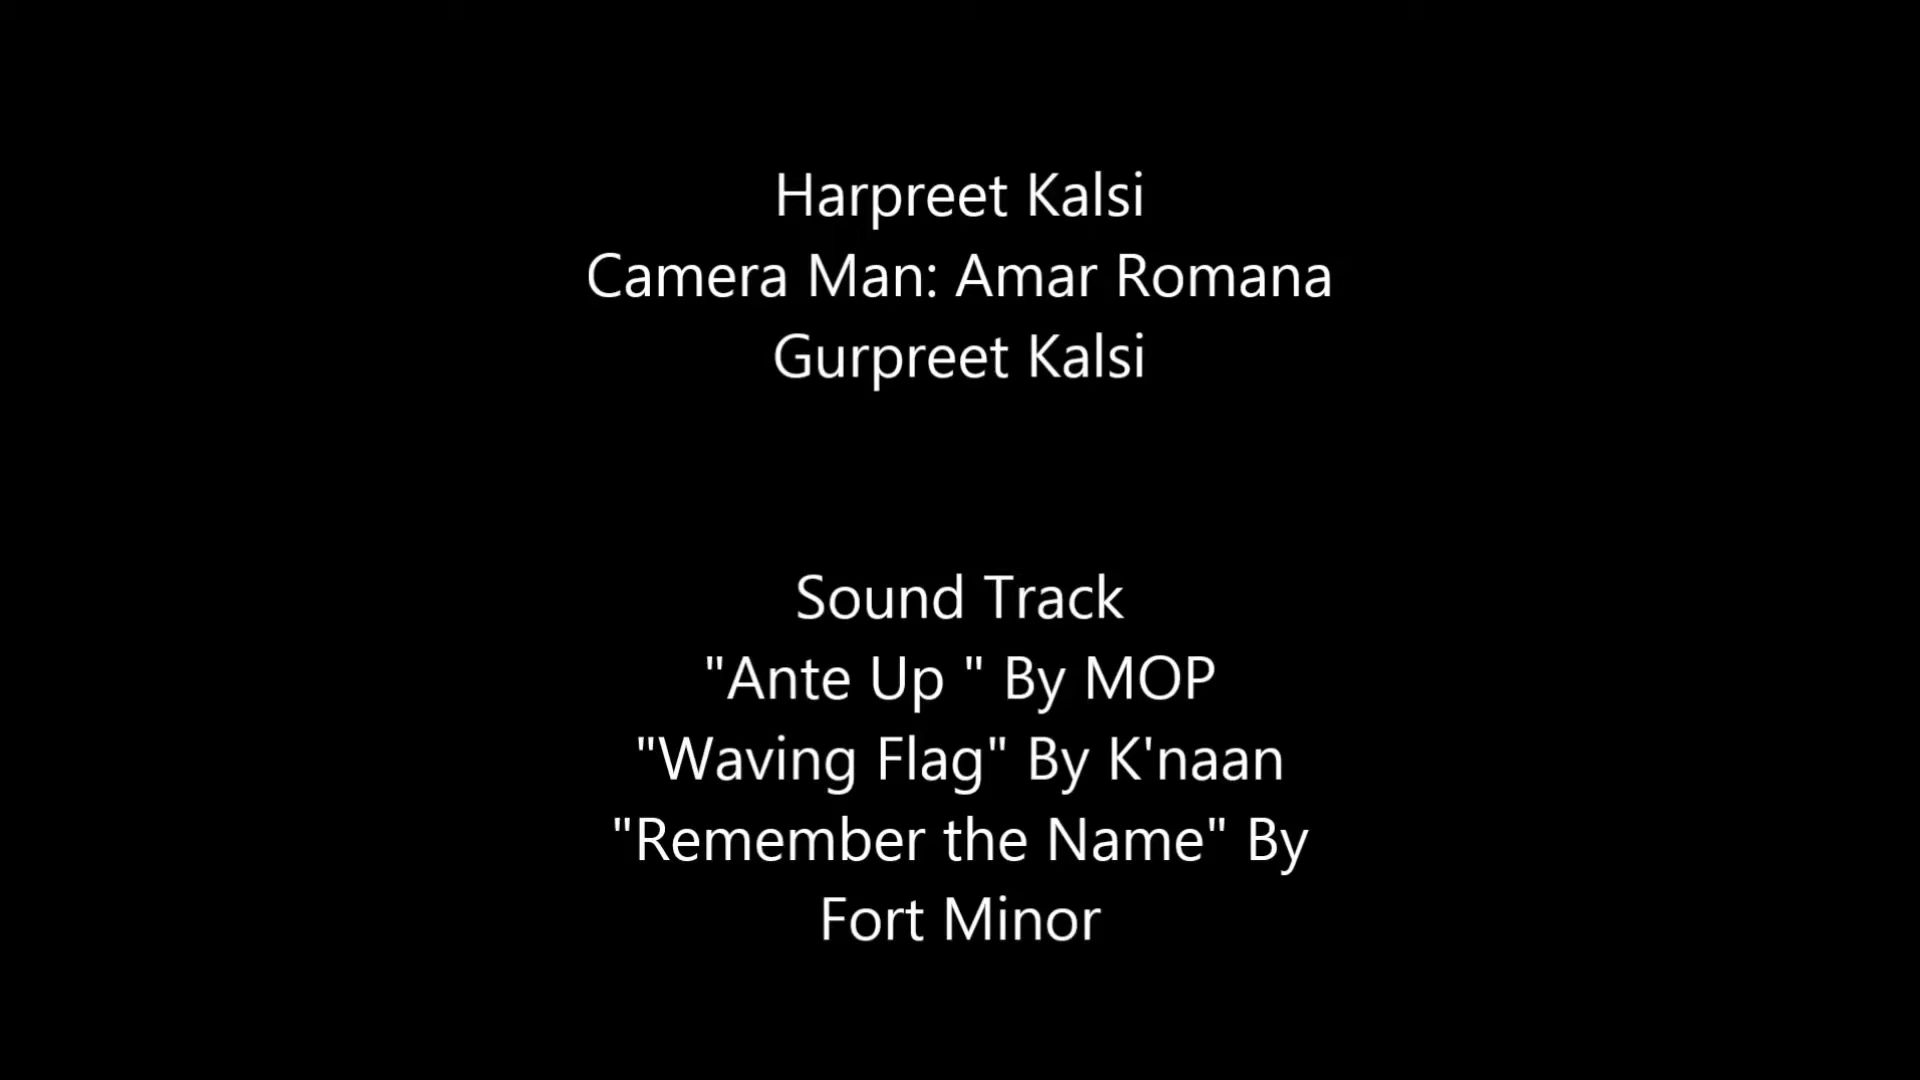 Harpreet Kalsi
Camera Man: Amar Romana
Gurpreet Kalsi
Sound Track
"Ante Up " By MOP
"Waving Flag" By K'naan
"Remember the Name" By
Fort Minor